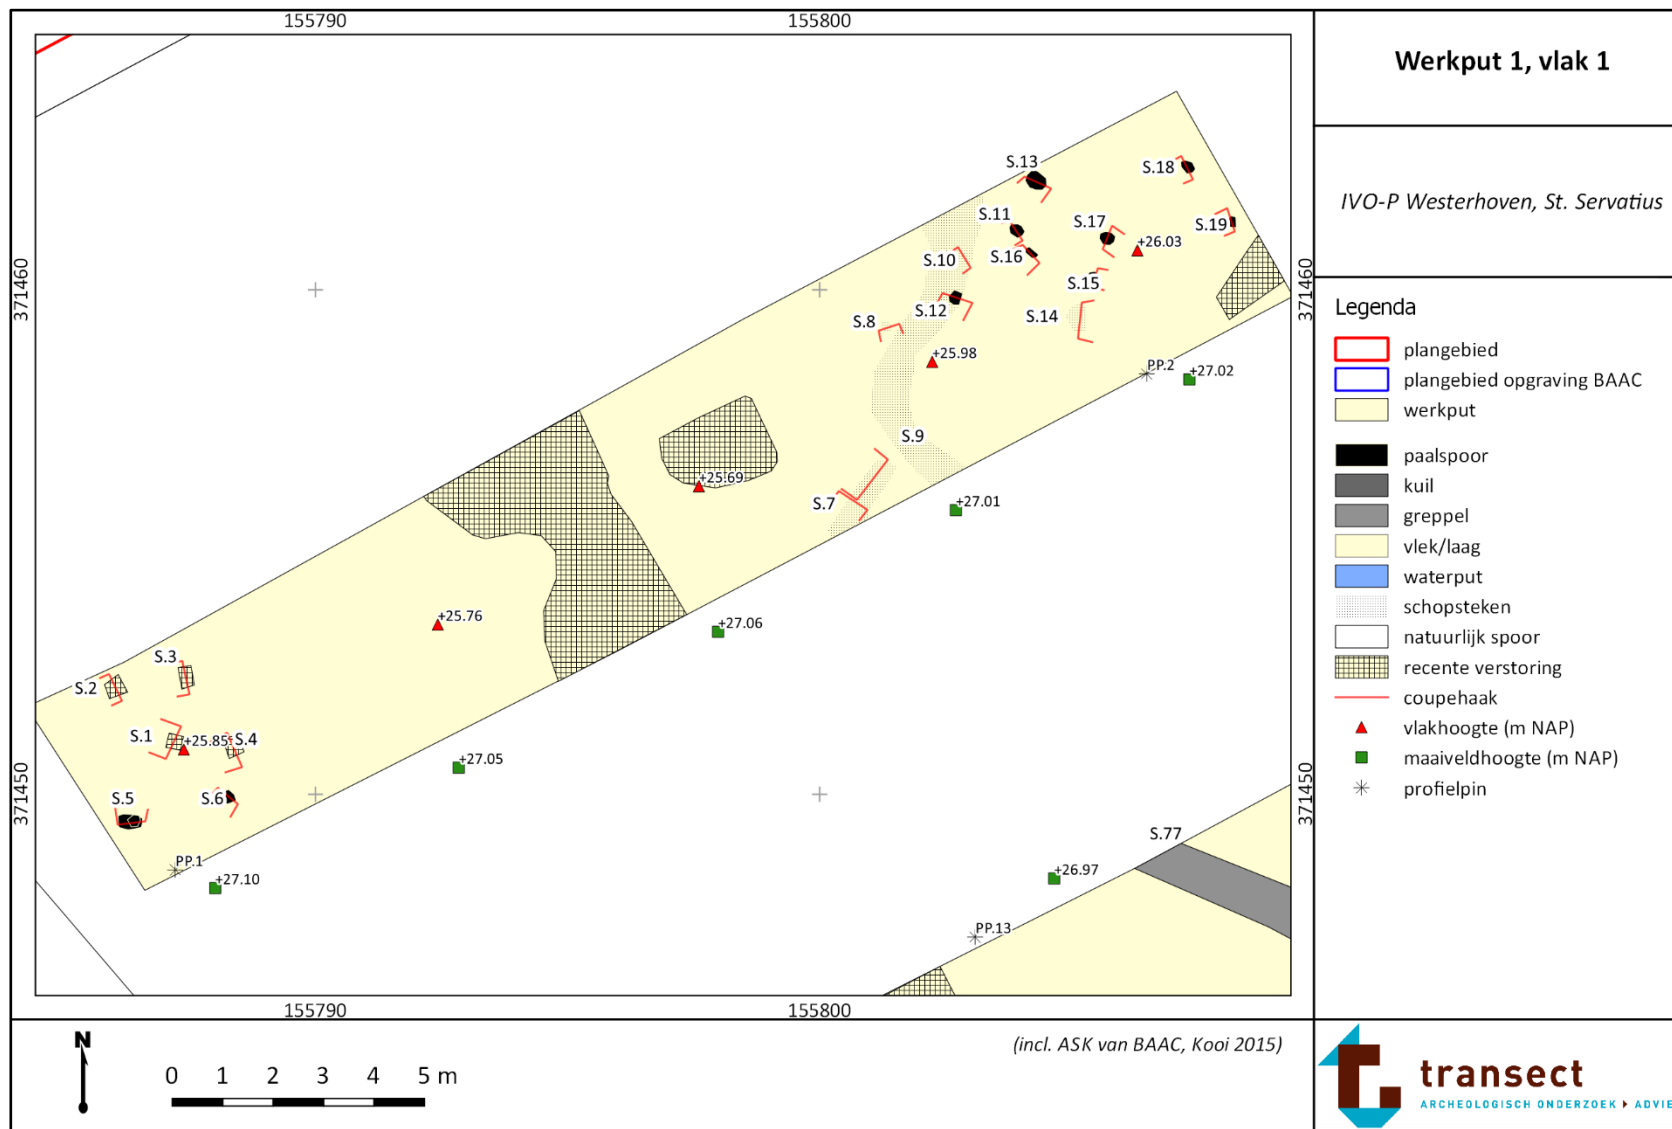 155790
155800
Werkput 1, vlak 1
IVO-P Westerhoven, St. Servatius
371460
371460
S.13
S.18
S.11
S.17
S.19
+26.03
S.10
S.16
S.15
S.12
S.14
S.8
+25.98
PP.2
+27.02
S.9
+25.69
S.7
+27.01
+25.76
+27.06
S.3
S.2
S.1
+25.85
S.4
+27.05
S.5
S.6
371450
371450
PP.1
+27.10
S.77
+26.97
PP.13
155790
155800
Legenda
plangebied
plangebied opgraving BAAC
werkput
paalspoor
kuil
greppel
vlek/laag
waterput
schopsteken
natuurlijk spoor
recente verstoring
coupehaak
vlakhoogte (m NAP)
maaiveldhoogte (m NAP)
profielpin
N
0 1 2 3 4 5 m
(incl. ASK van BAAC, Kooi 2015)
transect
ARCHEOLOGISCH ONDERZOEK ADVIE